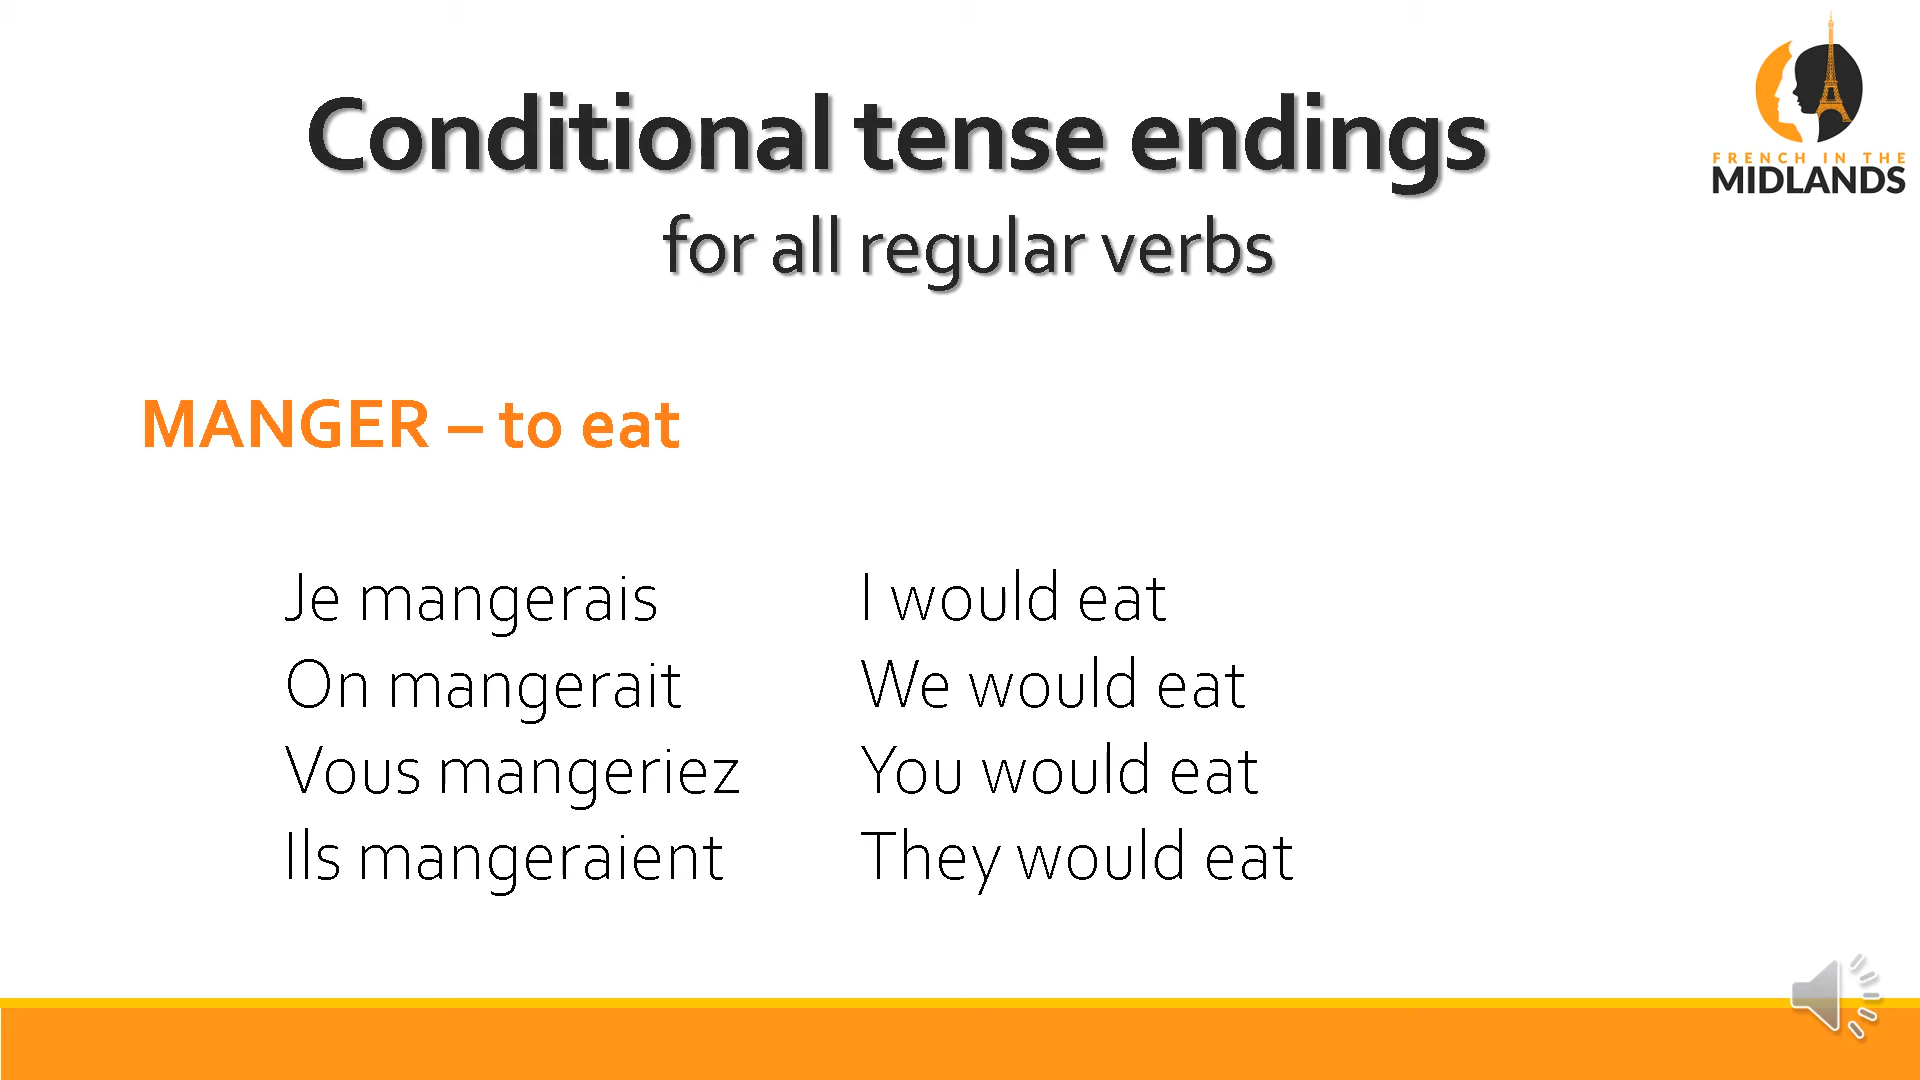 Conditional tense endings
for all regular verbs
FRENCH IN THE
MIDLANDS
MANGER – to eat
Je mangerais I would eat
On mangerait We would eat
Vous mangeriez You would eat
Ils mangeraient They would eat